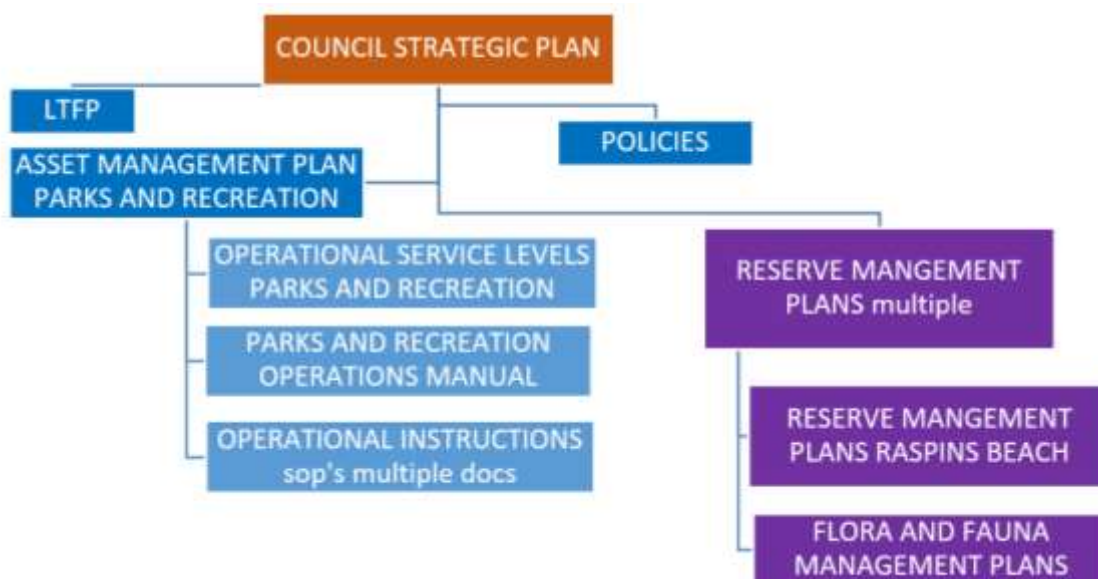 COUNCIL STRATEGIC PLAN
LTFP
POLICIES
ASSET MANAGEMENT PLAN
PARKS AND RECREATION
OPERATIONAL SERVICE LEVELS
PARKS AND RECREATION
PARKS AND RECREATION
OPERATIONS MANUAL
OPERATIONAL INSTRUCTIONS
sop's multiple docs
RESERVE MANGEMENT
PLANS multiple
RESERVE MANGEMENT
PLANS RASPINS BEACH
FLORA AND FAUNA
MANAGEMENT PLANS